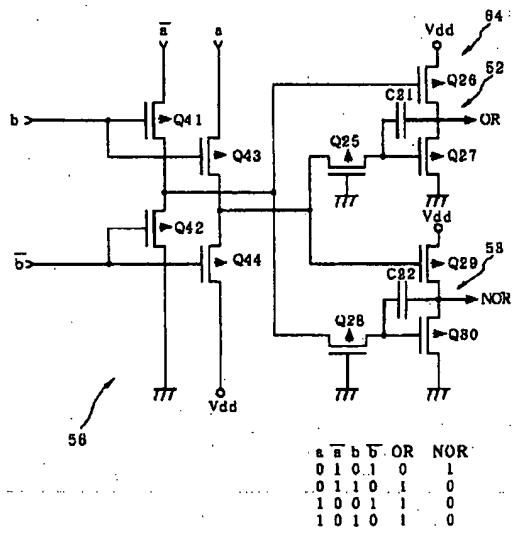 a̅ a
Vdd
64
52
b
Q41
Q43
C21
Q26
OR
Q25
Q27
b̅
Q42
Q44
Vdd
53
C22
Q29
NOR
Q28
Q30
Vdd
56
a a̅ b b̅ OR NOR
0 1 0 1 0 1
0 1 1 0 1 0
1 0 0 1 1 0
1 0 1 0 1 0